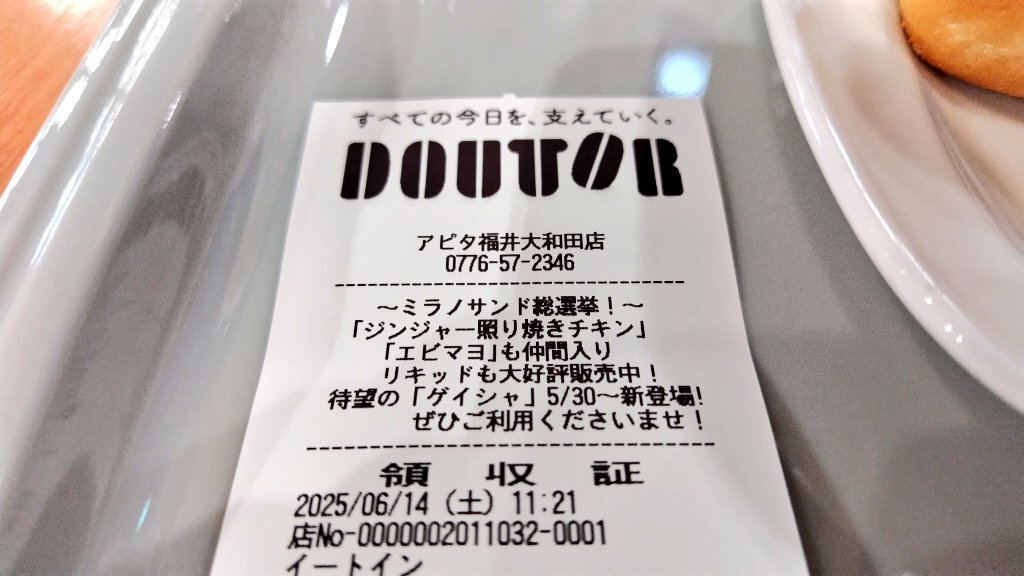 すべての今日を、支えていく。
DOUTOR
アピタ福井大和田店
0776-57-2346
～ミラノサンド総選挙！～
「ジンジャー照り焼きチキン」
「エビマヨ」も仲間入り
リキッドも大好評販売中！
待望の「ゲイシャ」5/30～新登場!
ぜひご利用くださいませ！
領 収 証
2025/06/14 (土) 11:21
店No-0000002011032-0001
イートイン